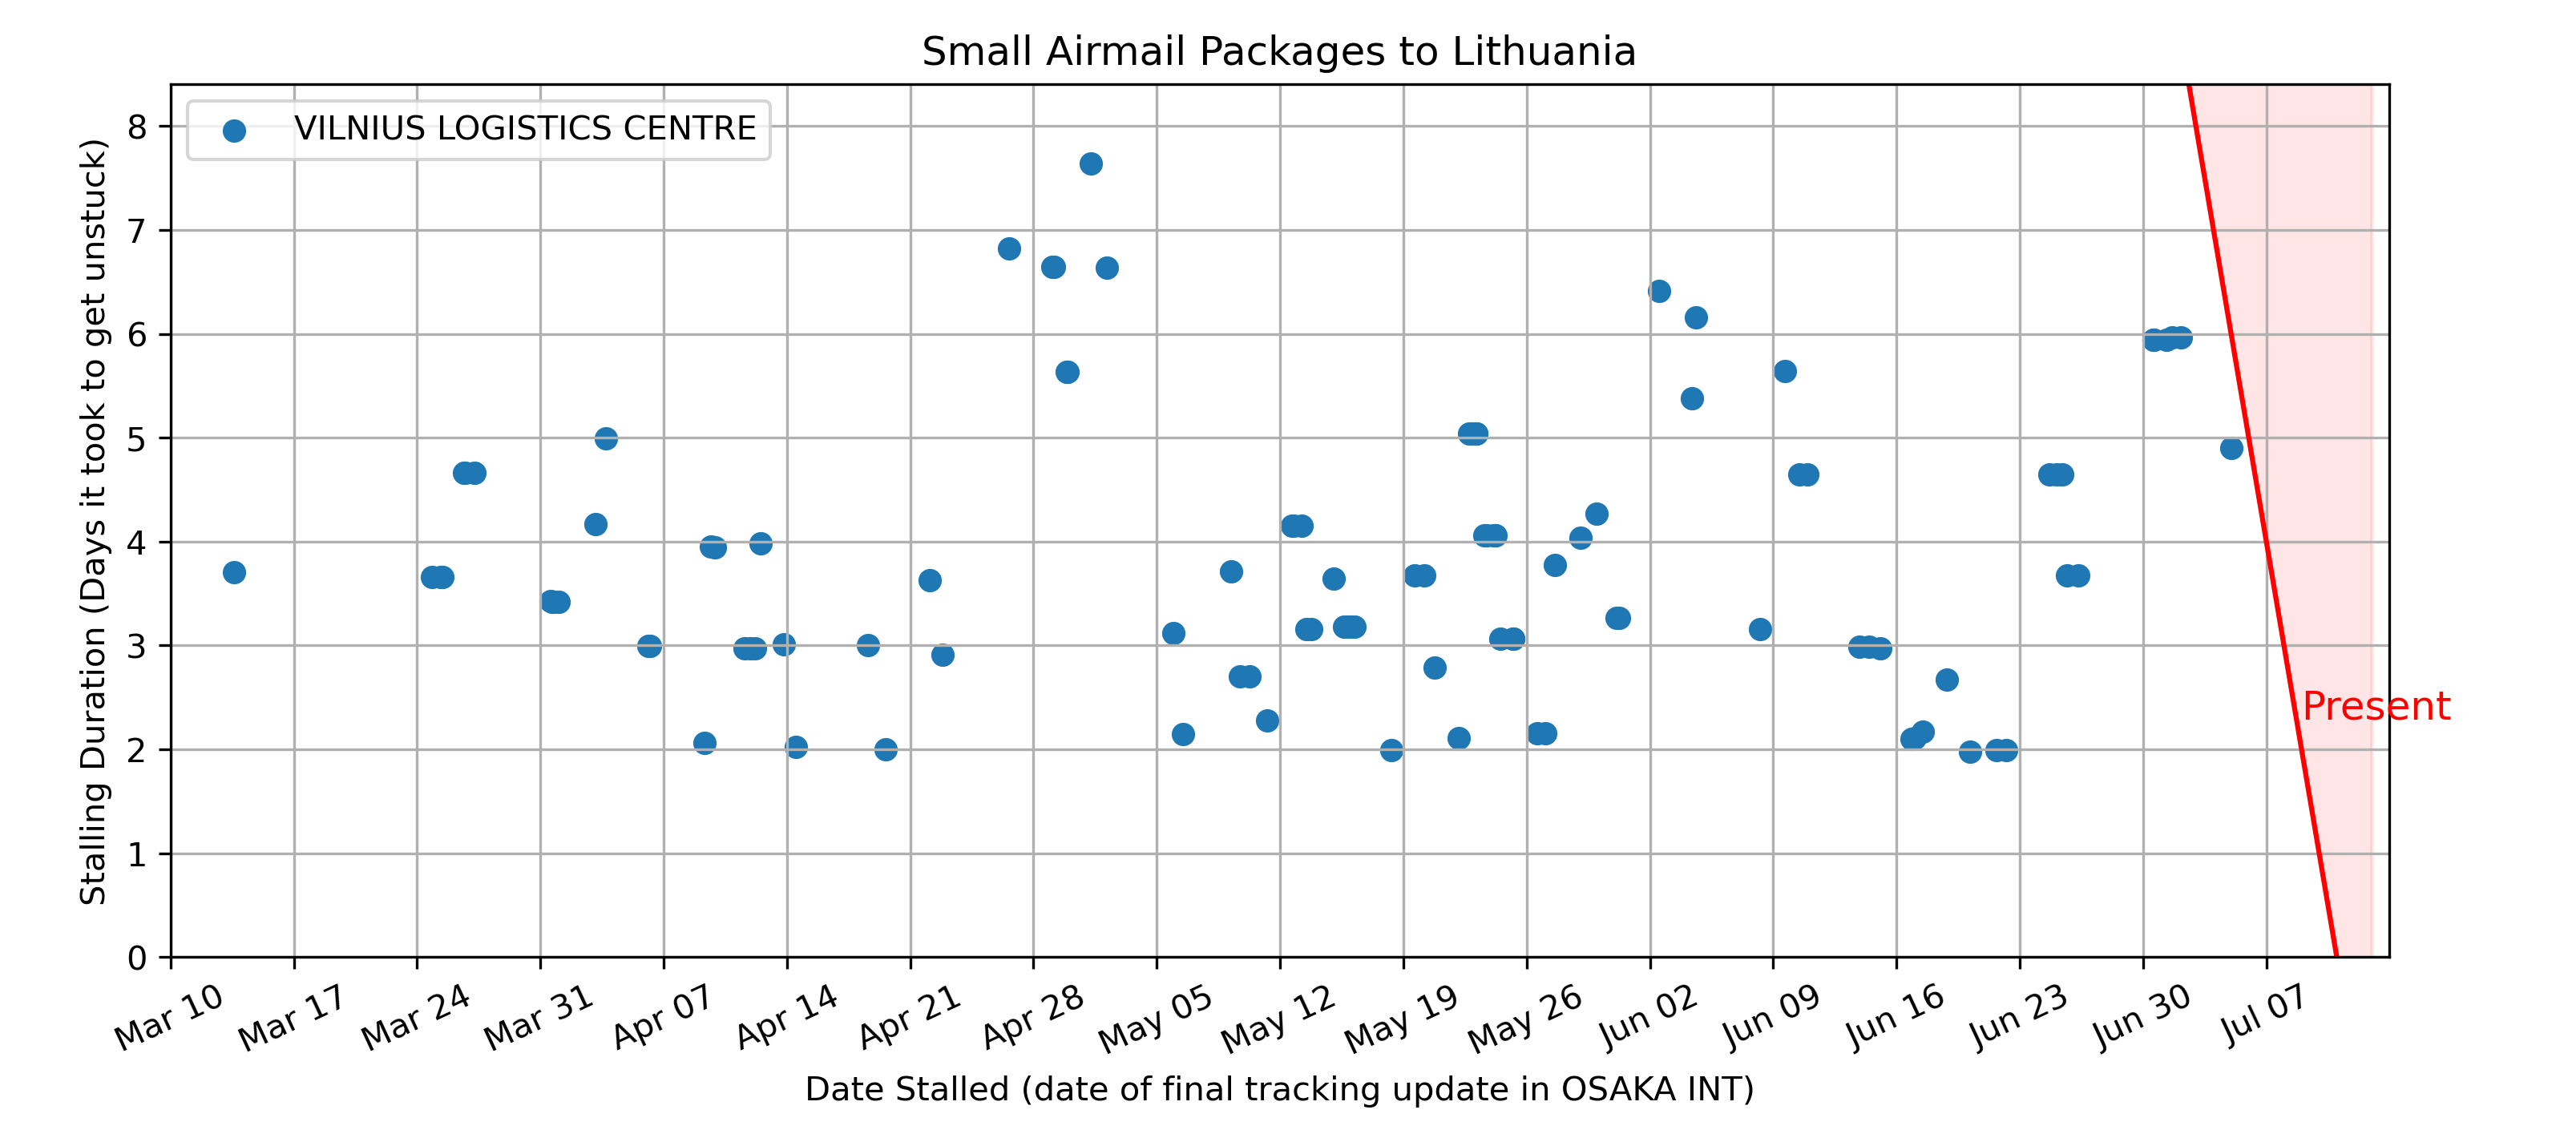 Small Airmail Packages to Lithuania
VILNIUS LOGISTICS CENTRE
Stalling Duration (Days it took to get unstuck)
8
7
6
5
4
3
2
1
0
Present
Mar 10
Mar 17
Mar 24
Mar 31
Apr 07
Apr 14
Apr 21
Apr 28
May 05
May 12
May 19
May 26
Jun 02
Jun 09
Jun 16
Jun 23
Jun 30
Jul 07
Date Stalled (date of final tracking update in OSAKA INT)